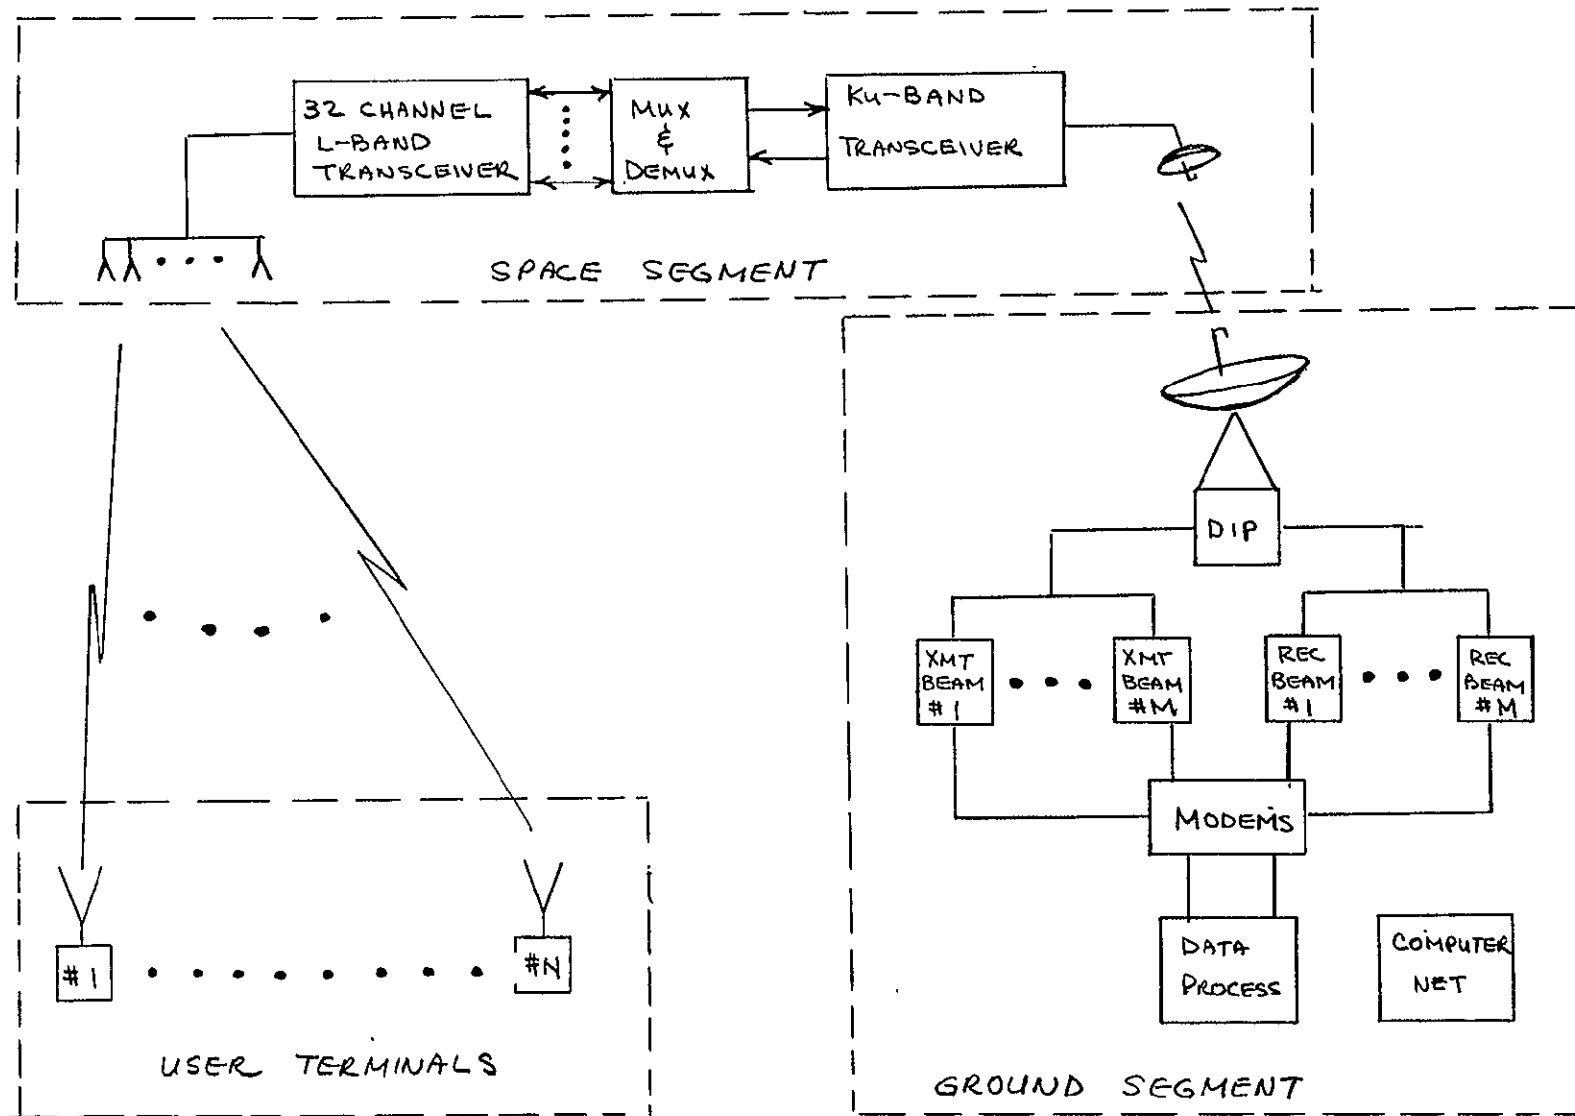 32 CHANNEL
L-BAND
TRANSCEIVER
MUX
&
DEMUX
KU-BAND
TRANSCEIVER
SPACE SEGMENT
DIP
XMT
BEAM
#1
XMT
BEAM
#M
REC
BEAM
#1
REC
BEAM
#M
MODEMS
DATA
PROCESS
COMPUTER
NET
GROUND SEGMENT
#1
#N
USER TERMINALS